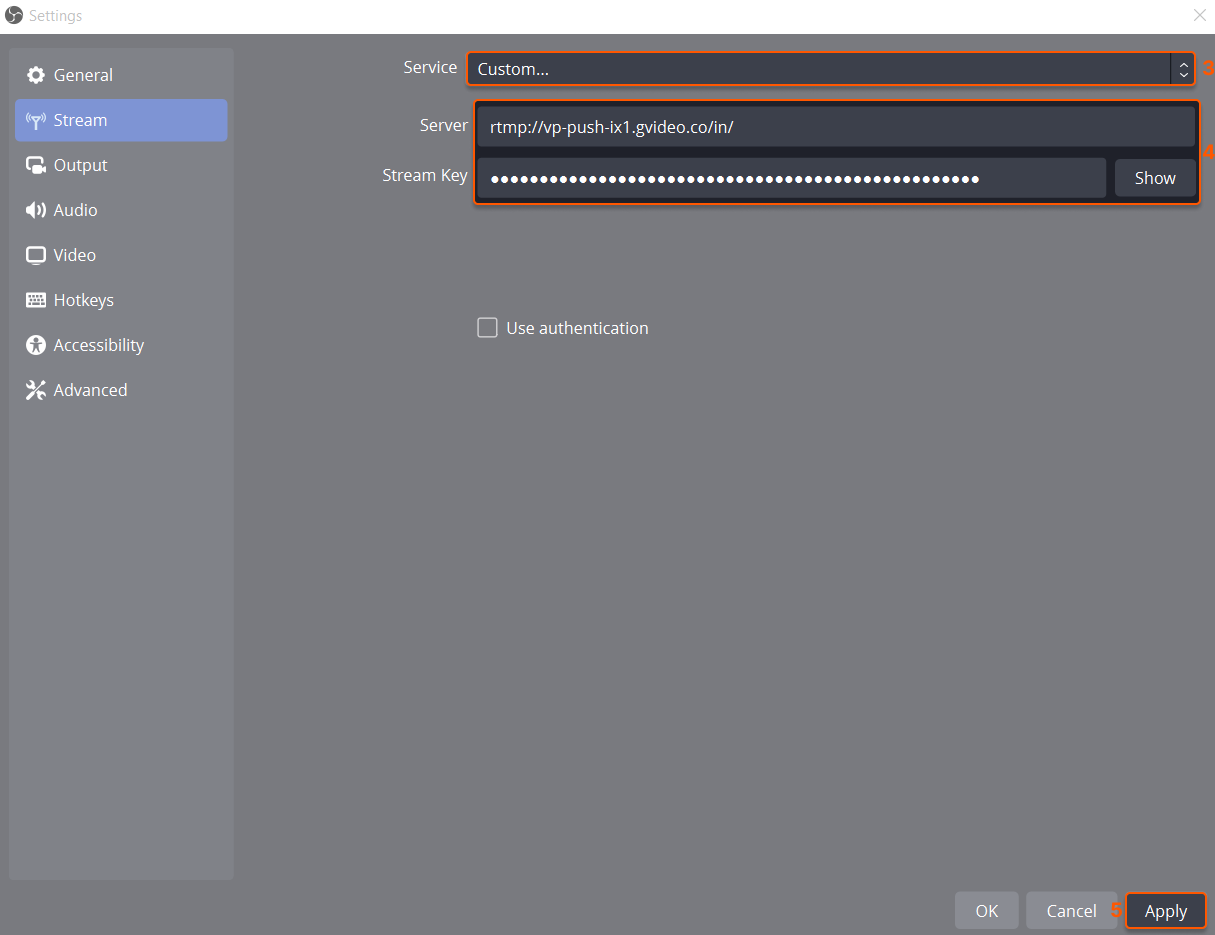 Settings
General
Stream
Output
Audio
Video
Hotkeys
Accessibility
Advanced
Service Custom... 3
Server rtmp://vp-push-ix1.gvideo.co/in/
4
Stream Key ●●●●●●●●●●●●●●●●●●●●●●●●●●●●●●●●●●●●●●●●●●●●●●●●●● Show
Use authentication
OK Cancel 5 Apply